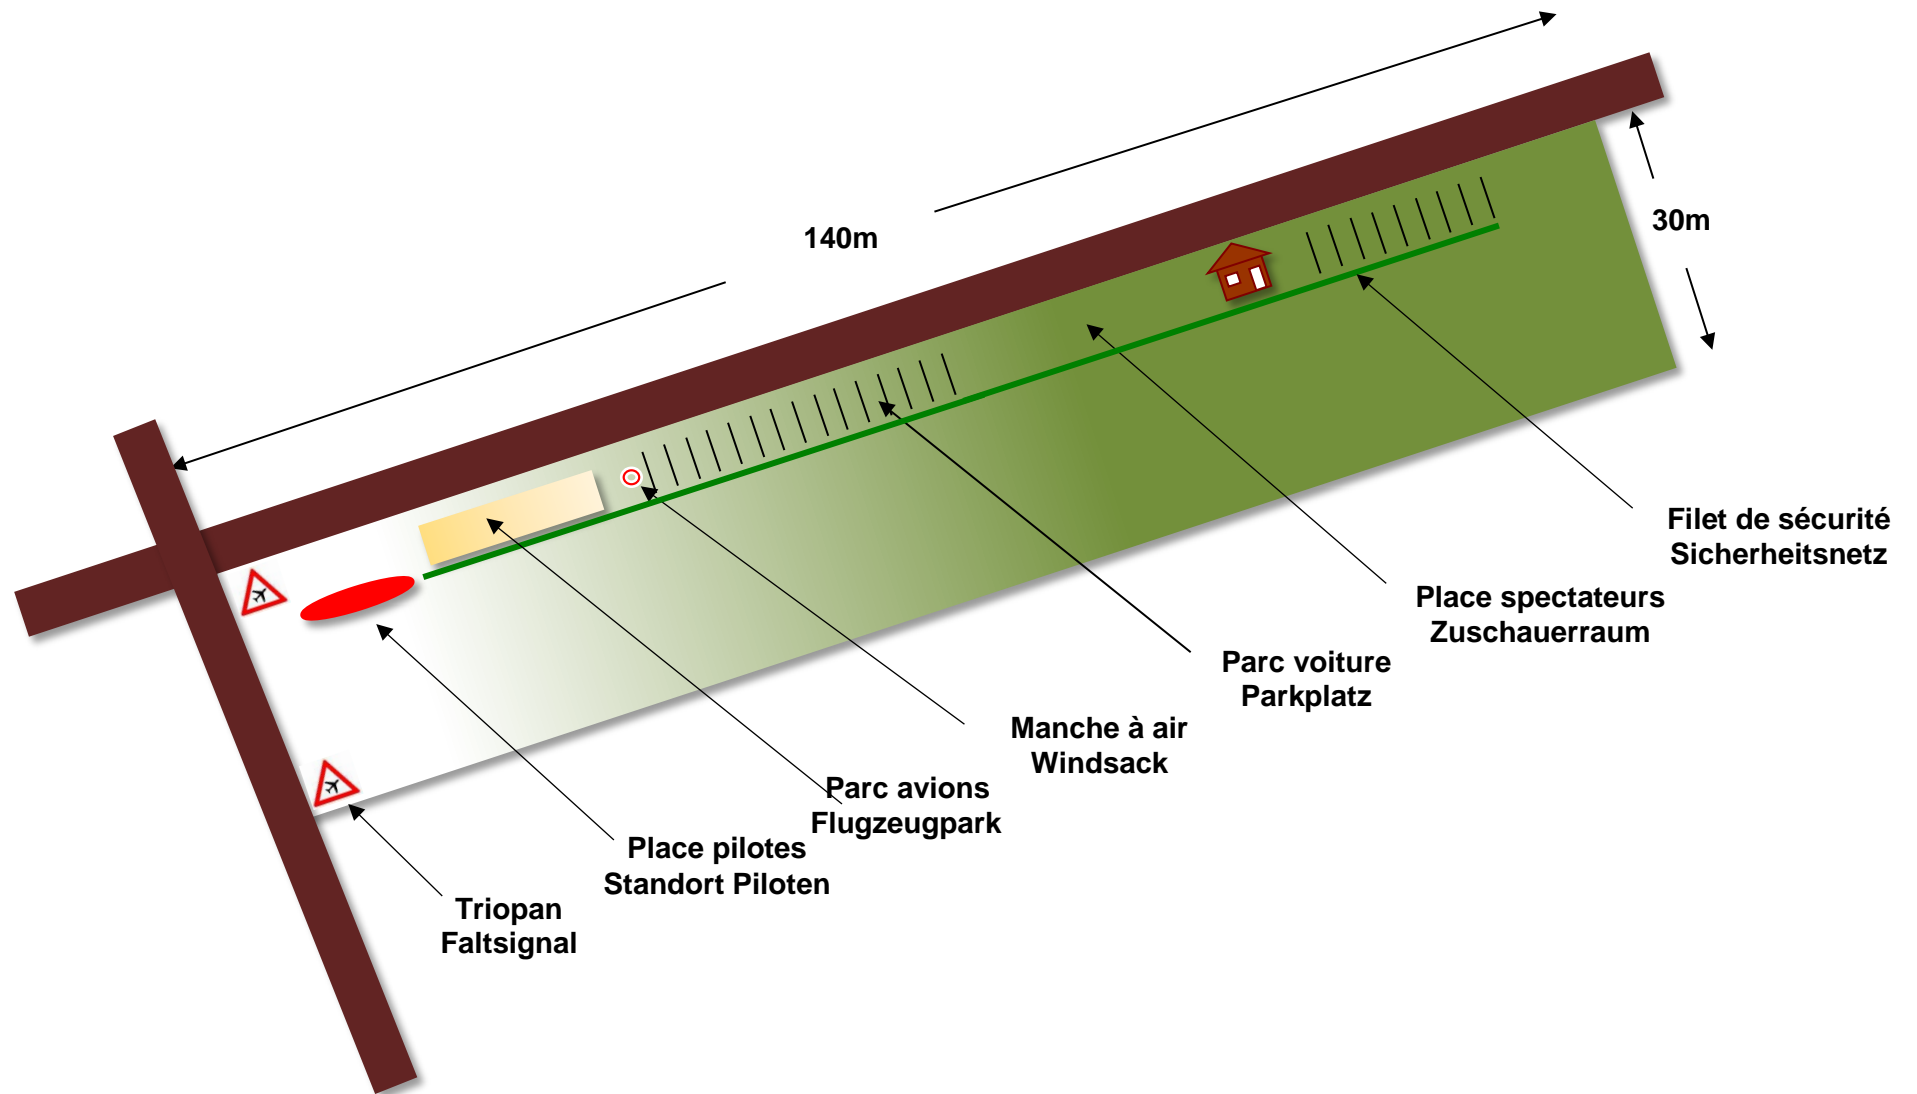 140m
30m
Filet de sécurité
Sicherheitsnetz
Place spectateurs
Zuschauerraum
Parc voiture
Parkplatz
Manche à air
Windsack
Parc avions
Flugzeugpark
Place pilotes
Standort Piloten
Triopan
Faltsignal